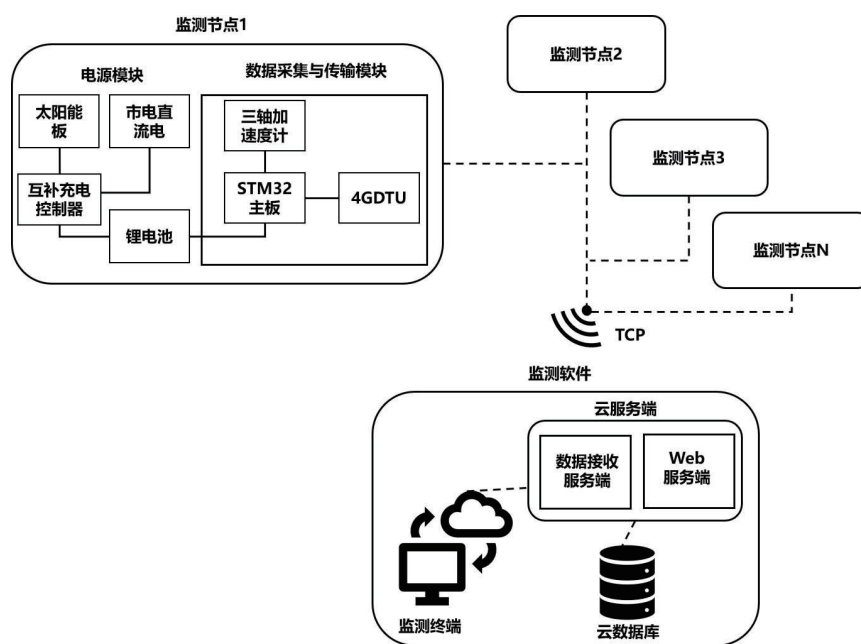 监测节点1
电源模块
数据采集与传输模块
太阳能
板
市电直
流电
三轴加
速度计
互补充电
控制器
STM32
主板
4GDTU
锂电池
监测节点2
监测节点3
监测节点N
TCP
监测软件
云服务端
数据接收
服务端
Web
服务端
监测终端
云数据库